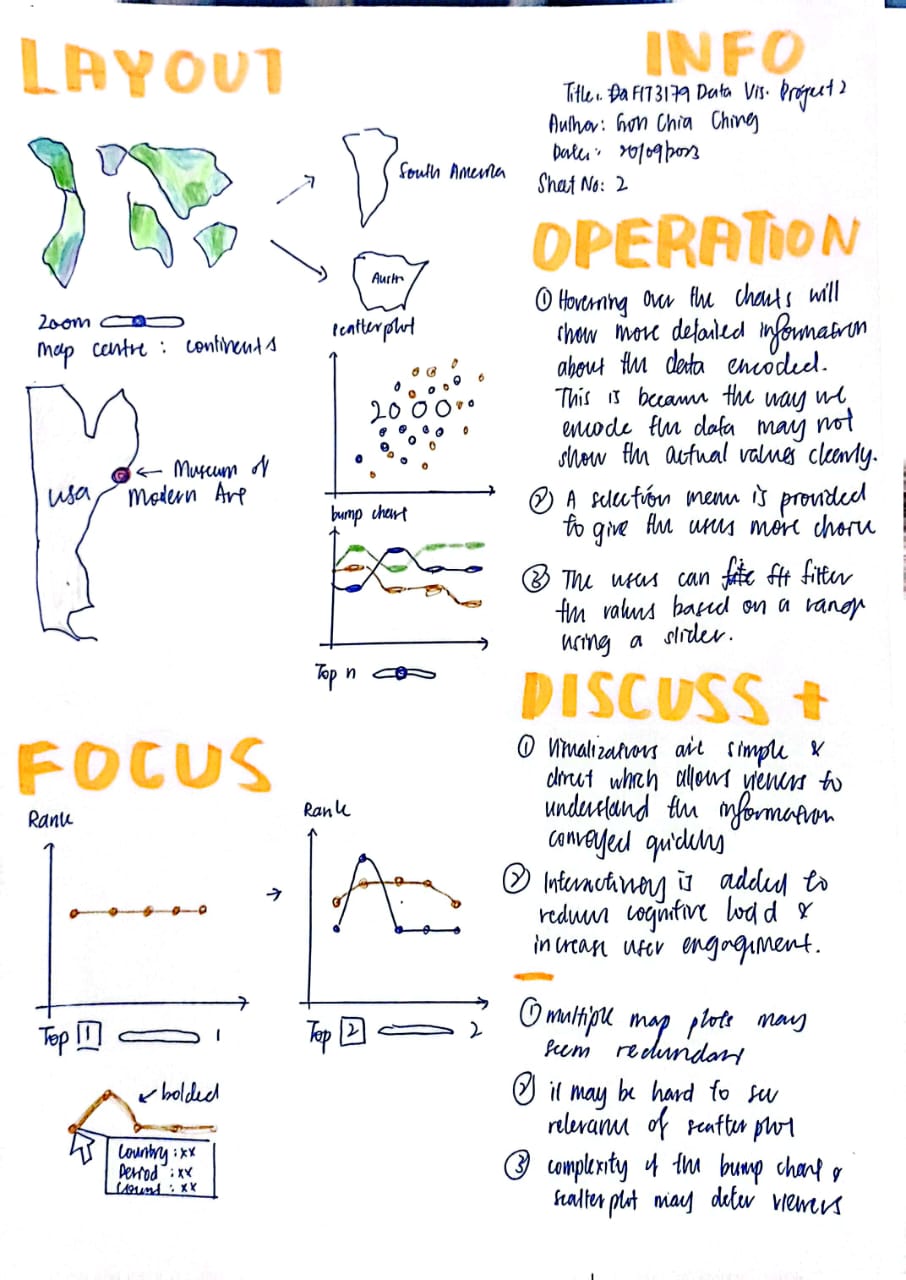 LAYOUT
South America
Austr
Zoom
map centre : continents
USA
← Museum of
Modern Art
scatterplot
2000
bump chart
Top n
FOCUS
Rank
Top 1 1
Rank
Top 2 2
bolded
Country : xx
Period : xx
Count : xx
INFO
Title: FIT3179 Data Vis. Project 2
Author: Chia Ching
Date: 20/09/2023
Sheet No: 2
OPERATION
① Hoverning over the charts will
show more detailed information
about the data encoded.
This is because the way we
encode the data may not
show the actual values clearly.
② A selection menu is provided
to give the users more choice
③ The users can filter
the values based on a range
using a slider.
DISCUSS +
① Visualizations are simple &
direct which allows viewers to
understand the information
conveyed quickly
② Interactivity is added to
reduce cognitive load &
increase user engagement.
-
① multiple map plots may
seem redundant
② it may be hard to see
relevance of scatter plot
③ complexity of the bump chart &
scatter plot may deter viewers